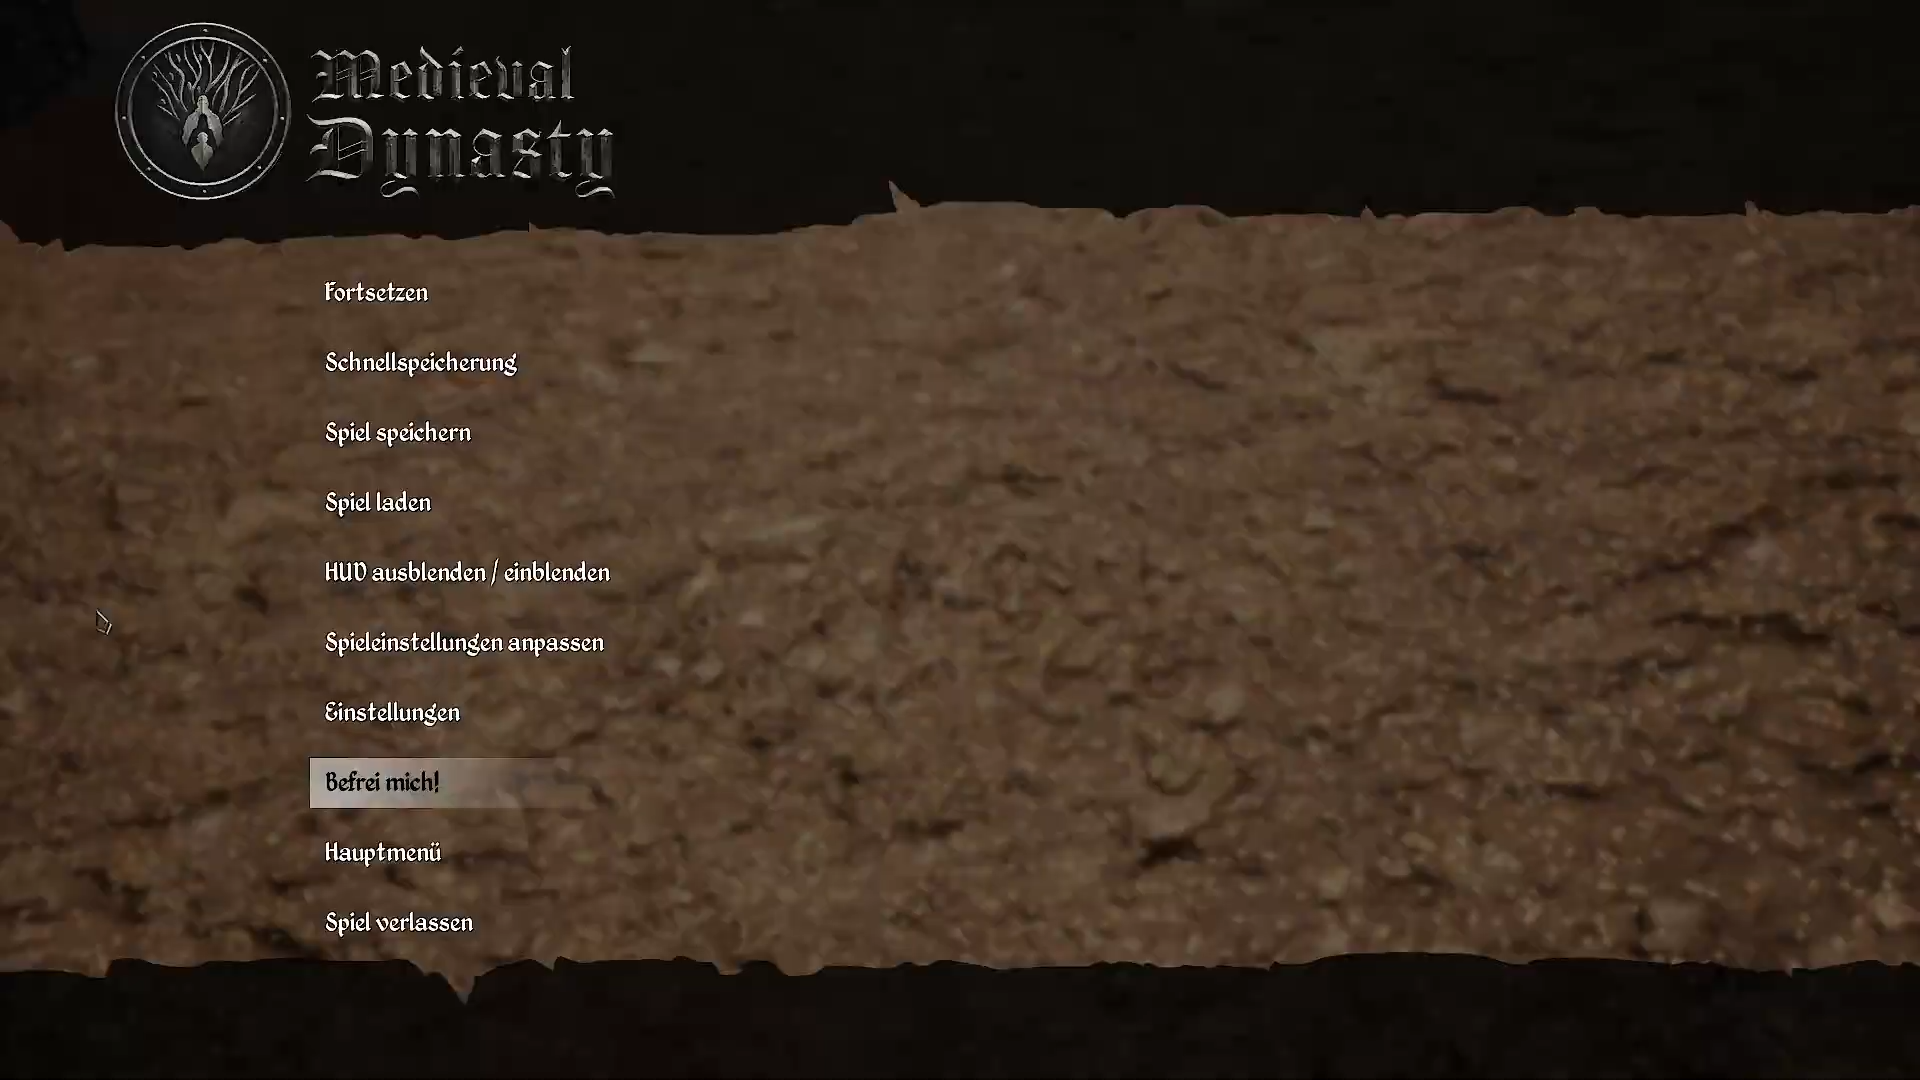 Medieval
Dynasty
Fortsetzen
Schnellspeicherung
Spiel speichern
Spiel laden
HUD ausblenden / einblenden
Spieleinstellungen anpassen
Einstellungen
Befrei mich!
Hauptmenü
Spiel verlassen